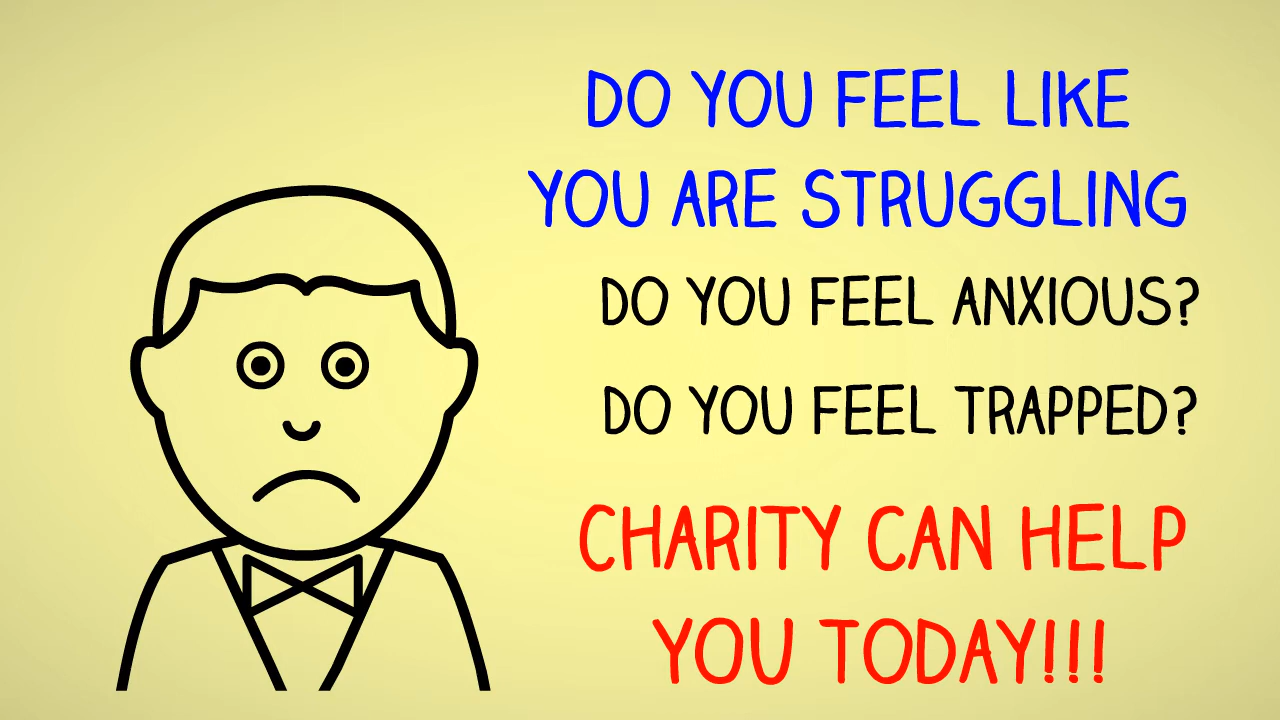 DO YOU FEEL LIKE
YOU ARE STRUGGLING
DO YOU FEEL ANXIOUS?
DO YOU FEEL TRAPPED?
CHARITY CAN HELP
YOU TODAY!!!